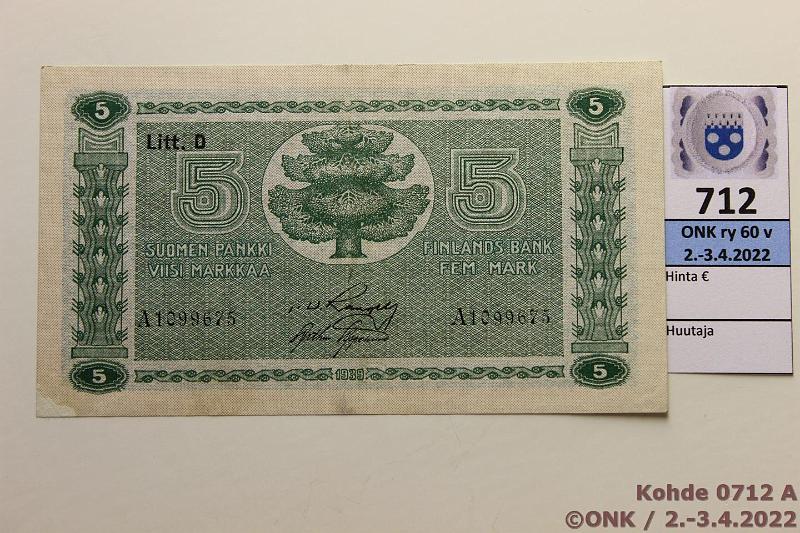 5 5
Litt. D
5 5
SUOMEN PANKKI FINLANDS BANK
VIISI MARKKAA FEM MARK
A1099675 A1099675
5 1939 5
712
ONK ry 60 v
2.-3.4.2022
Hinta €
Huutaja
Kohde 0712 A
©ONK / 2.-3.4.2022